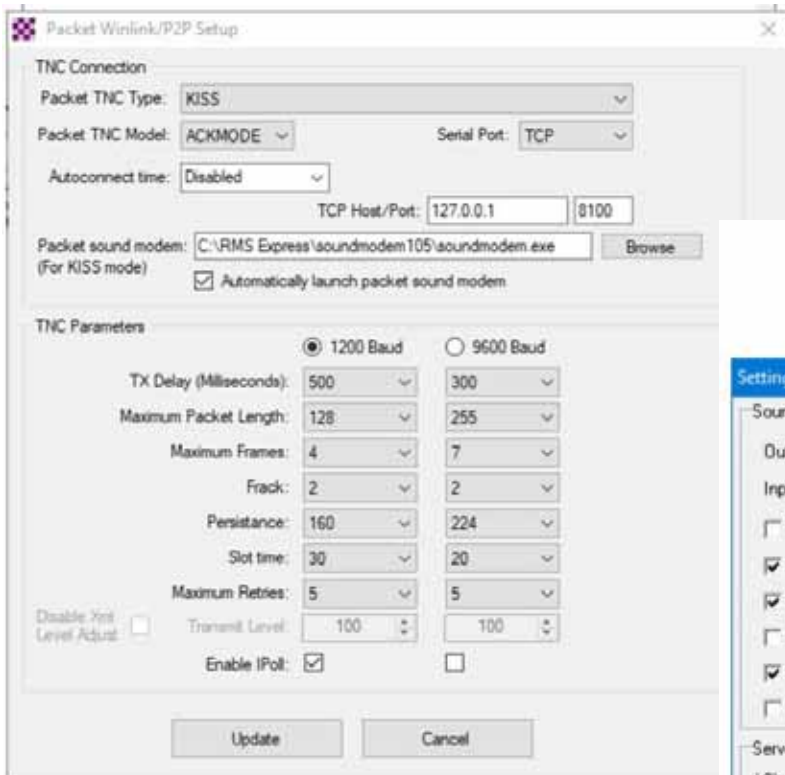 Packet Winlink/P2P Setup
TNC Connection
Packet TNC Type: KISS
Packet TNC Model: ACKMODE Serial Port: TCP
Autoconnect time: Disabled
TCP Host/Port: 127.0.0.1 8100
Packet sound modem: C:\RMS Express\soundmodem105\soundmodem.exe Browse
(For KISS mode)
Automatically launch packet sound modem
TNC Parameters
1200 Baud 9600 Baud
TX Delay (Milliseconds): 500 300
Maximum Packet Length: 128 255
Maximum Frames: 4 7
Frack: 2 2
Persistance: 160 224
Slot time: 30 20
Maximum Retries: 5 5
Disable Xmt
Level Adjust Transmit Level: 100 100
Enable IPoll:
Update Cancel
Setting
Soun
Ou
Inp
Serv